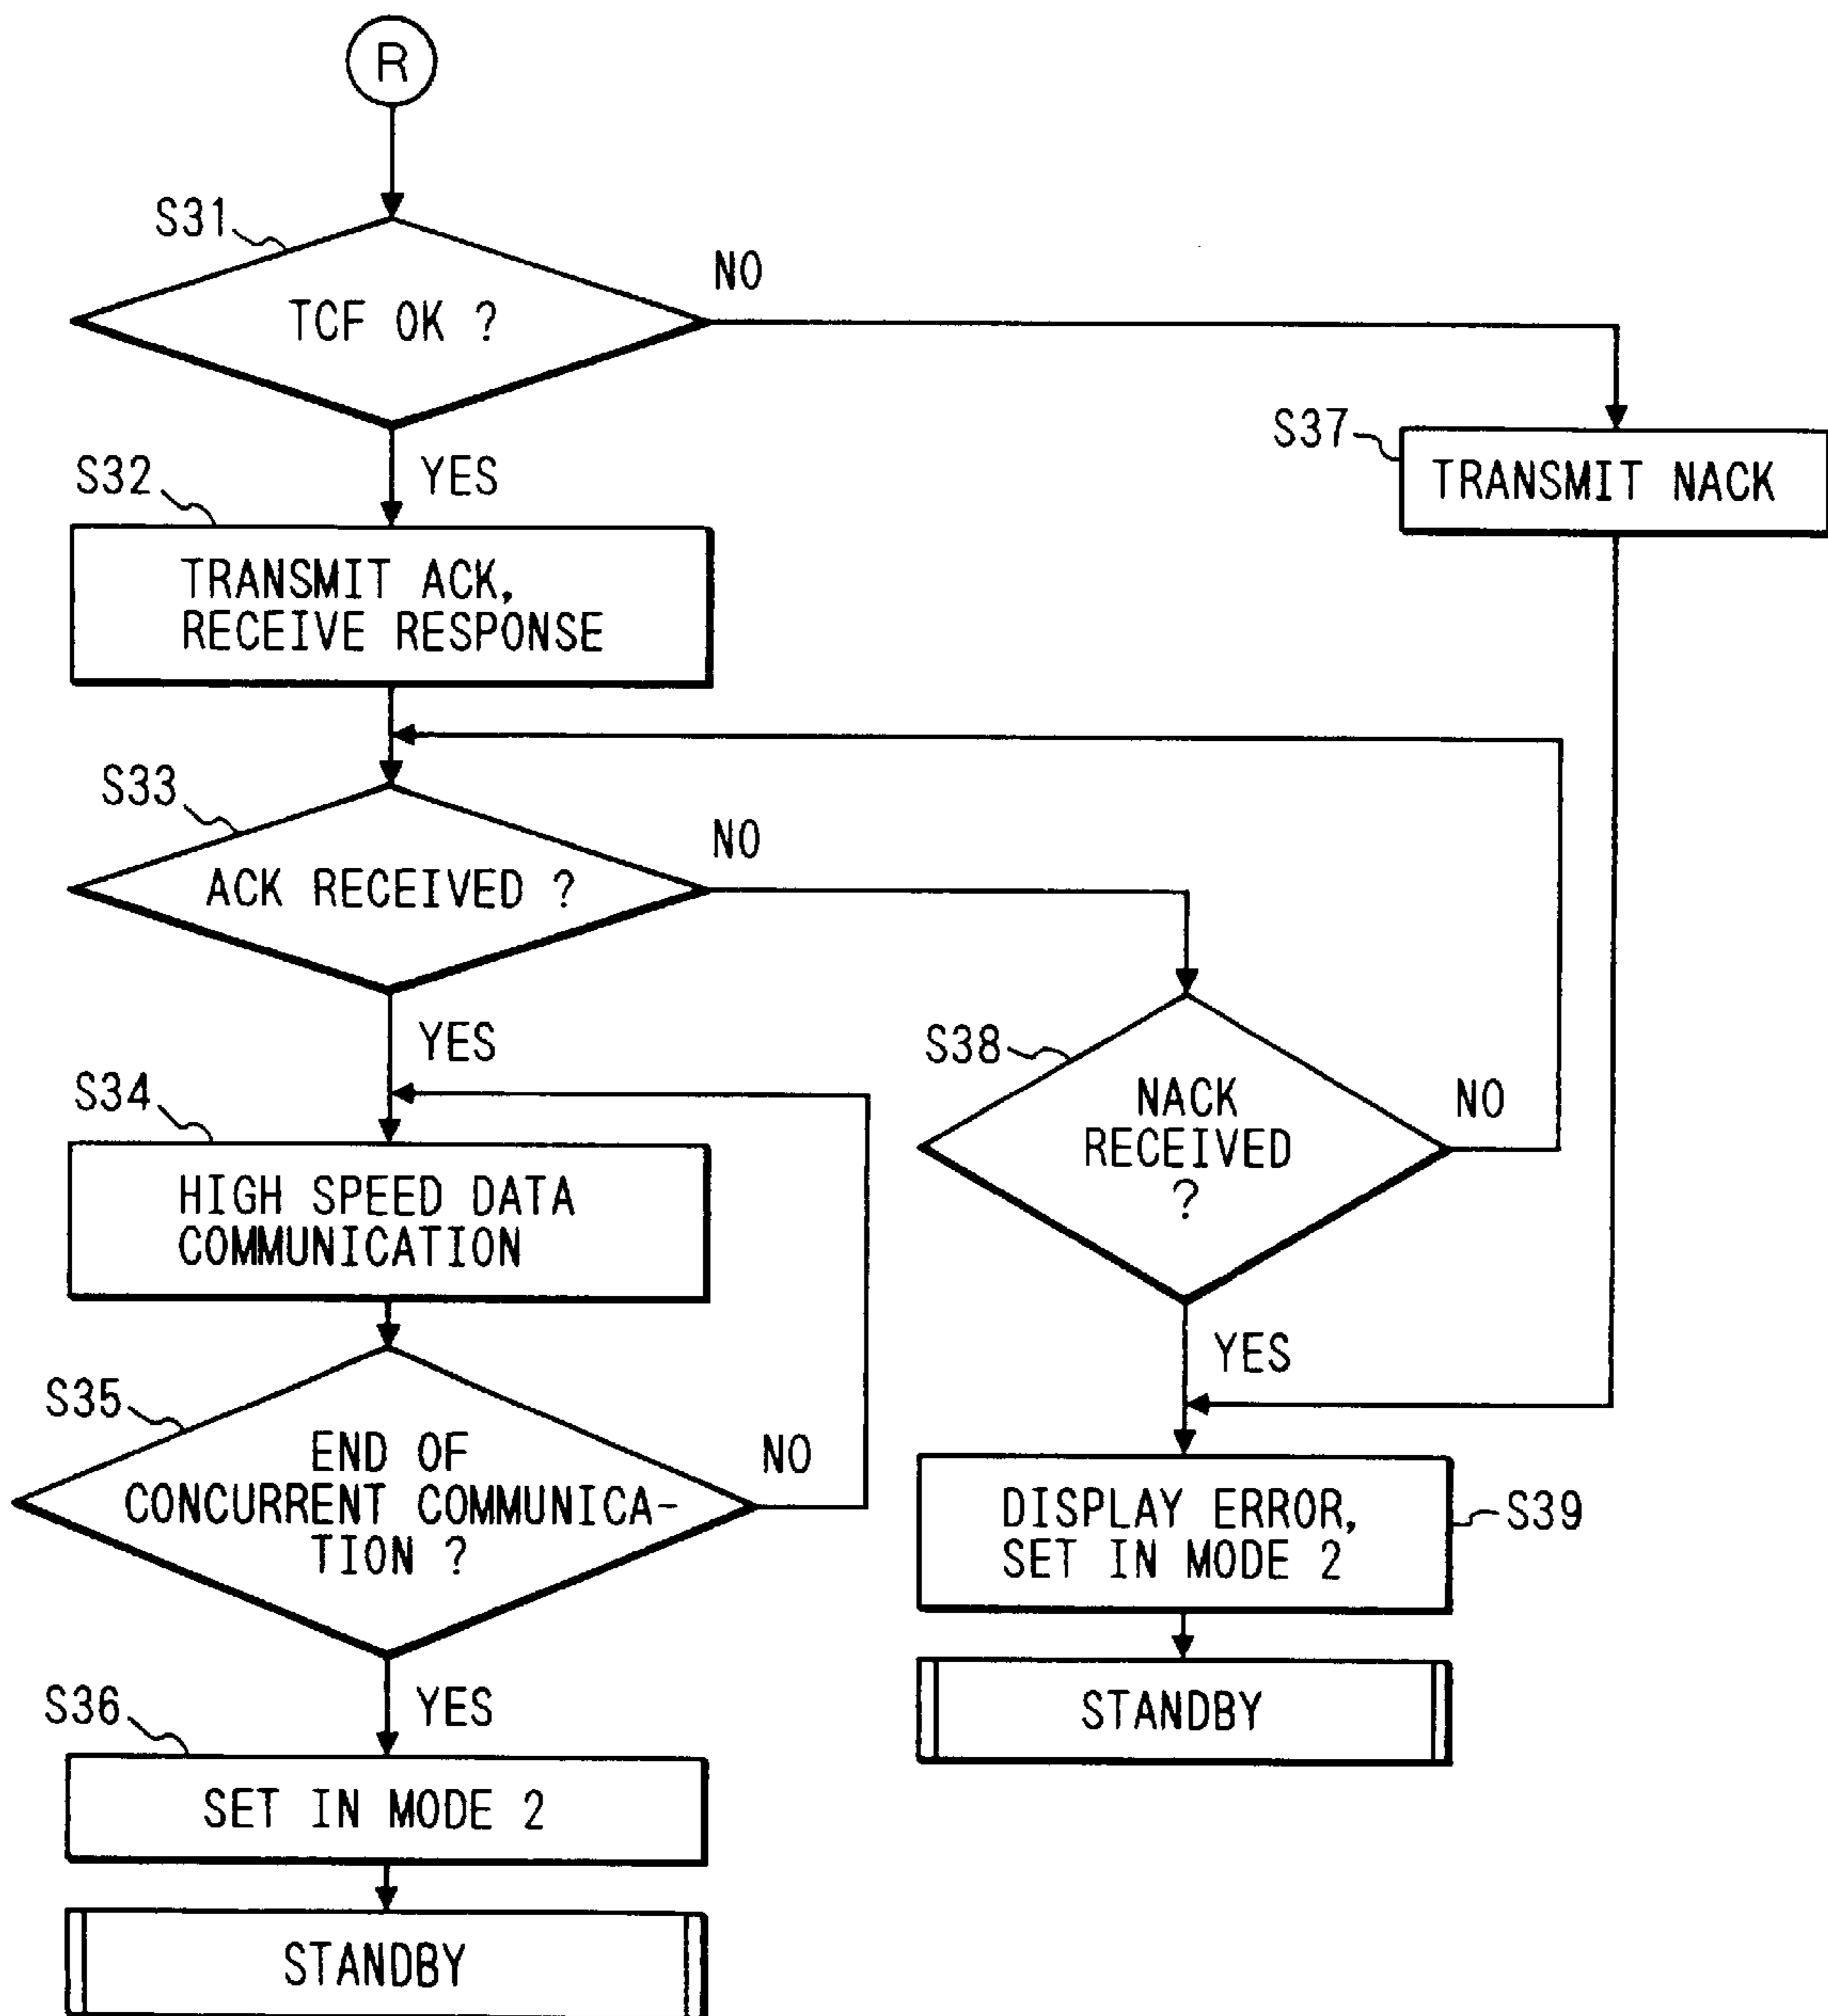 R
S31
TCF OK ?
NO
YES
S37
TRANSMIT NACK
S32
TRANSMIT ACK,
RECEIVE RESPONSE
S33
ACK RECEIVED ?
NO
YES
S38
NACK
RECEIVED
?
NO
YES
S34
HIGH SPEED DATA
COMMUNICATION
S35
END OF
CONCURRENT COMMUNICA-
TION ?
NO
YES
DISPLAY ERROR,
SET IN MODE 2
S39
STANDBY
S36
SET IN MODE 2
STANDBY